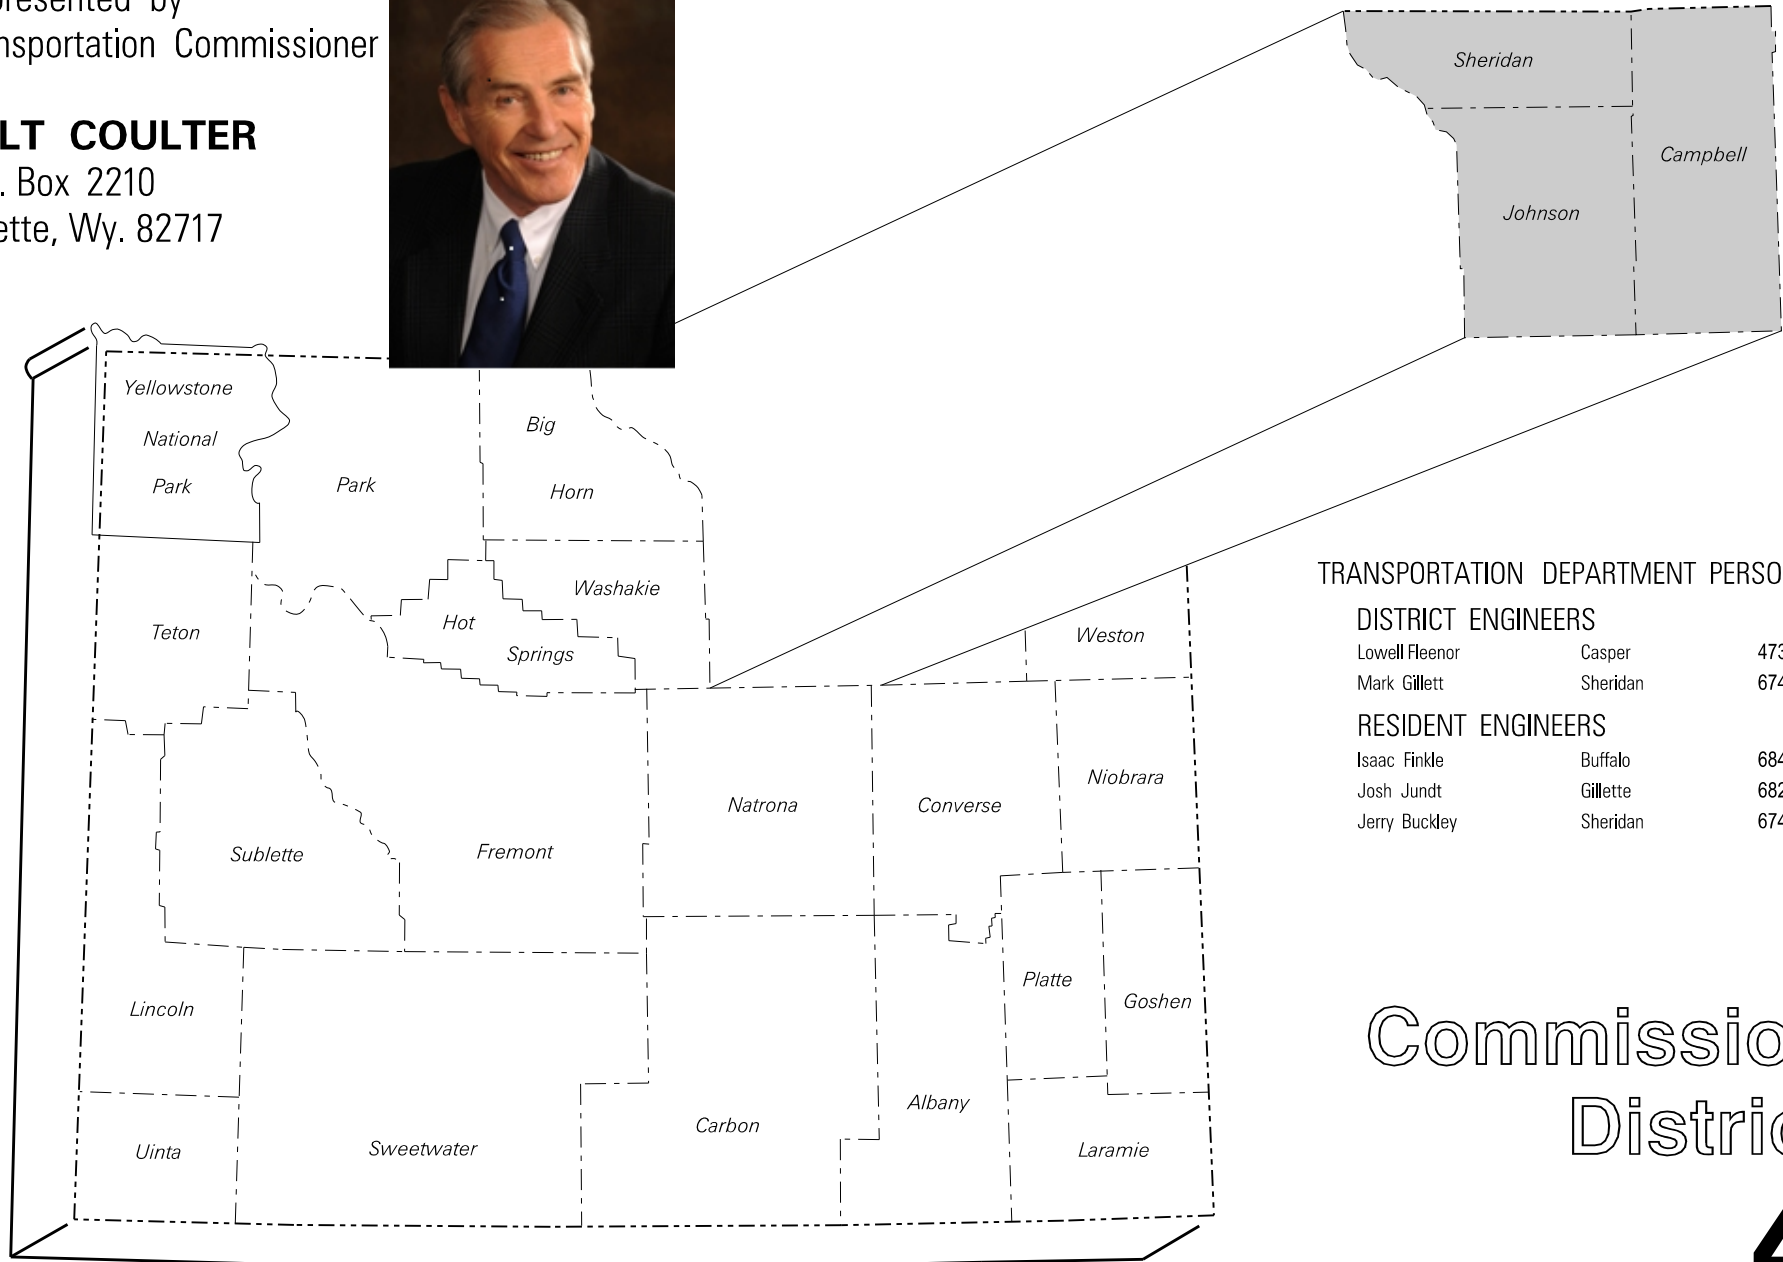 presented by
nsportation Commissioner
LT COULTER
. Box 2210
ette, Wy. 82717
Sheridan
Campbell
Johnson
Yellowstone
National
Park
Park
Big
Horn
Washakie
Hot
Springs
Teton
Weston
Natrona
Converse
Niobrara
Sublette
Fremont
Lincoln
Platte
Goshen
Uinta
Sweetwater
Carbon
Albany
Laramie
TRANSPORTATION DEPARTMENT PERSO
DISTRICT ENGINEERS
Lowell Fleenor Casper 473
Mark Gillett Sheridan 674
RESIDENT ENGINEERS
Isaac Finkle Buffalo 684
Josh Jundt Gillette 682
Jerry Buckley Sheridan 674
Commissio
Distric
4